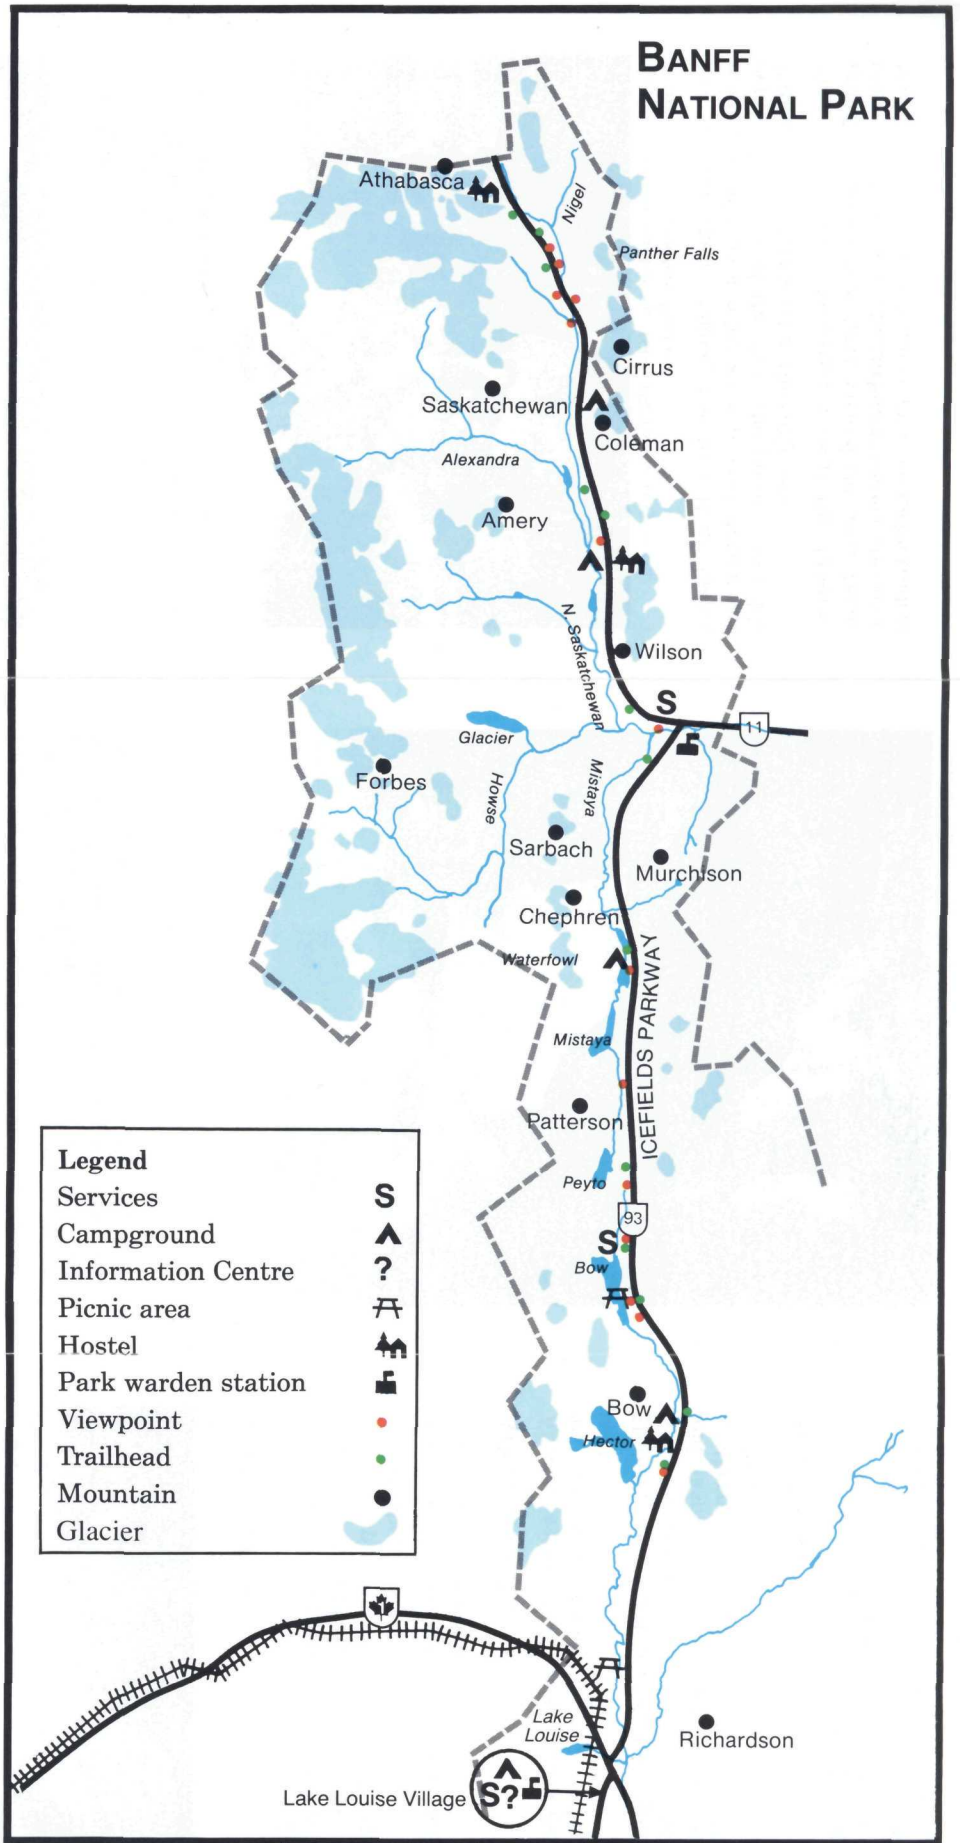 BANFF
NATIONAL PARK
Athabasca
Nigel
Panther Falls
Cirrus
Saskatchewan
Coleman
Alexandra
Amery
N. Saskatchewan
Wilson
S
11
Glacier
Forbes
Howse
Mistaya
Sarbach
Murchison
Chephren
Waterfowl
ICEFIELDS PARKWAY
Mistaya
Patterson
Peyto
93
S
Bow
Bow
Hector
Legend
Services S
Campground
Information Centre ?
Picnic area
Hostel
Park warden station
Viewpoint
Trailhead
Mountain
Glacier
1
Lake
Louise
Richardson
Lake Louise Village
S?